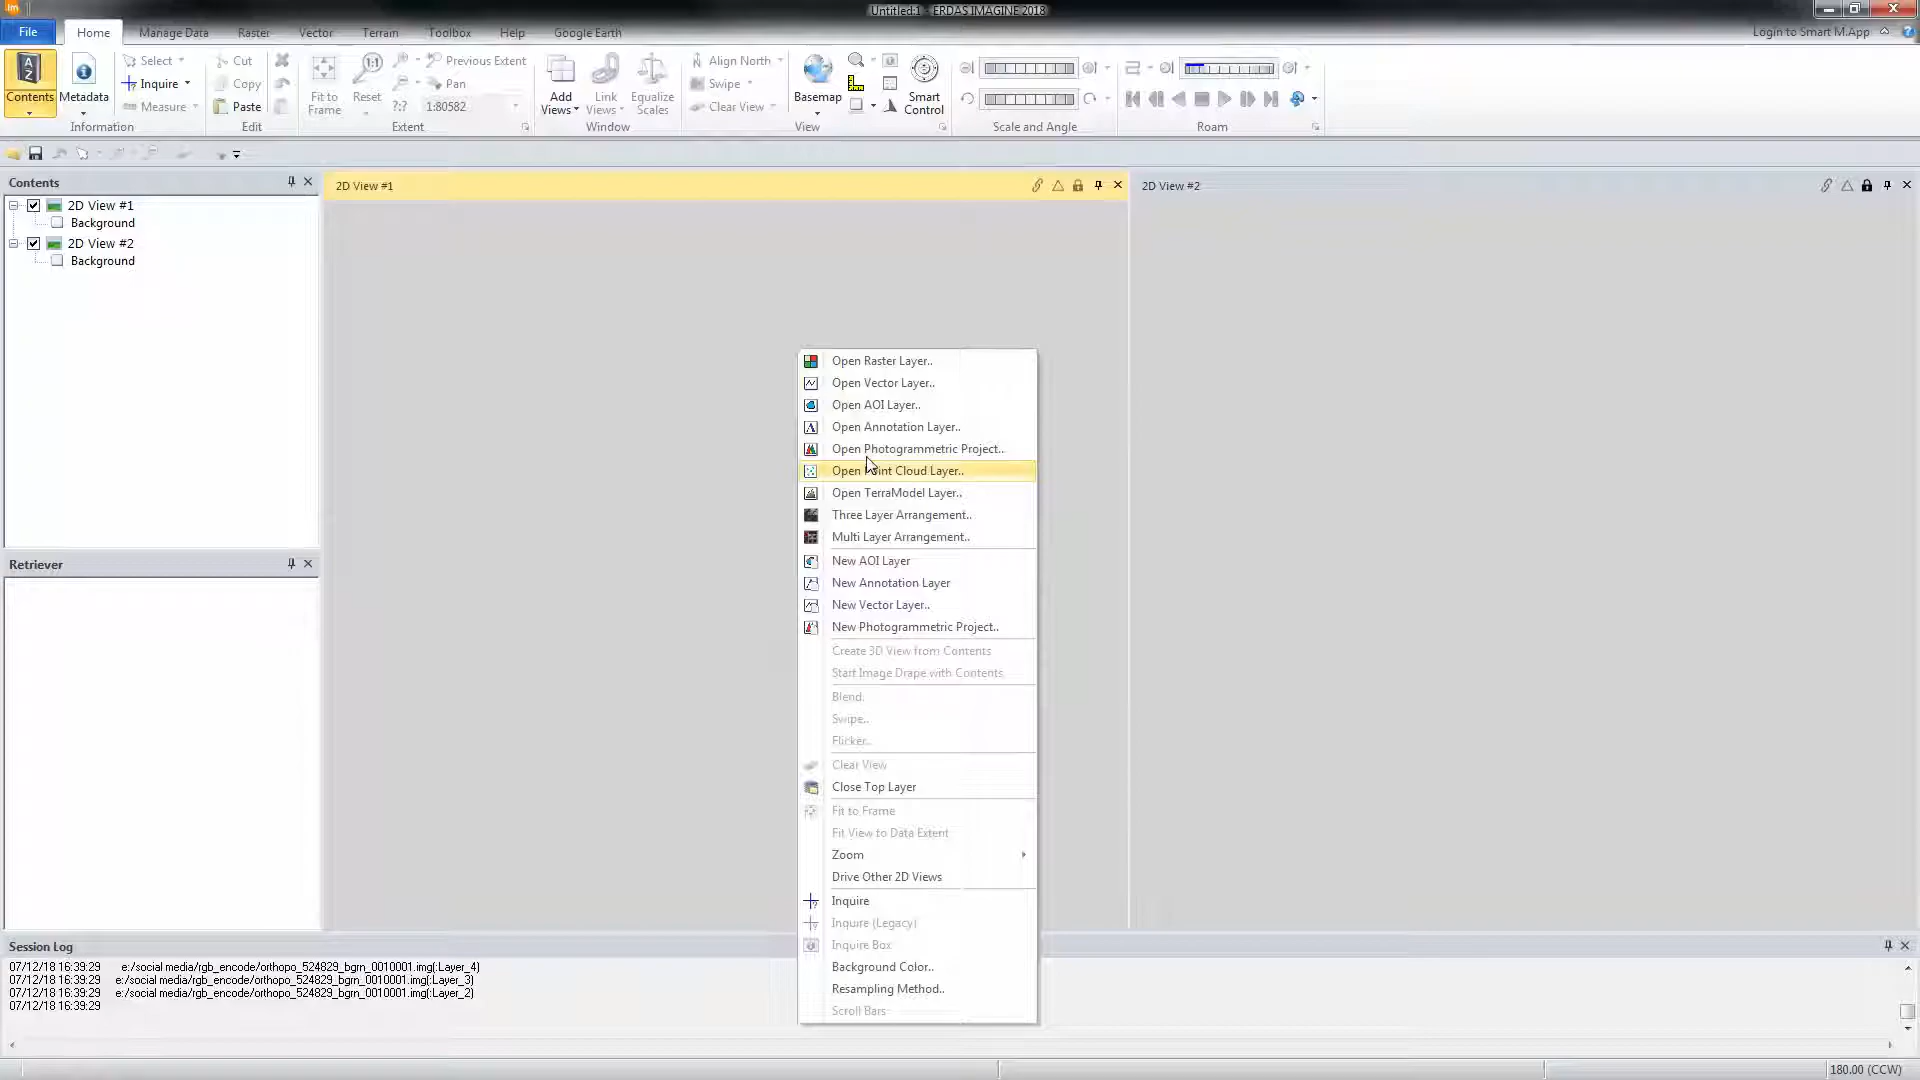 Untitled:1 - ERDAS IMAGINE 2018
File
Home
Manage Data
Raster
Vector
Terrain
Toolbox
Help
Google Earth
Login to Smart M.App
Contents
Metadata
Select
Inquire
Measure
Information
Cut
Copy
Paste
Edit
Fit to Frame
Reset
Previous Extent
Pan
?:?
1:80582
Extent
Add Views
Link Views
Equalize Scales
Window
Align North
Swipe
Clear View
Basemap
Smart Control
View
Scale and Angle
Roam
Contents
2D View #1
Background
2D View #2
Background
Retriever
2D View #1
2D View #2
Open Raster Layer..
Open Vector Layer..
Open AOI Layer..
Open Annotation Layer..
Open Photogrammetric Project..
Open Point Cloud Layer..
Open TerraModel Layer..
Three Layer Arrangement..
Multi Layer Arrangement..
New AOI Layer
New Annotation Layer
New Vector Layer..
New Photogrammetric Project..
Create 3D View from Contents
Start Image Drape with Contents
Blend.
Swipe..
Flicker..
Clear View
Close Top Layer
Fit to Frame
Fit View to Data Extent
Zoom
Drive Other 2D Views
Inquire
Inquire (Legacy)
Inquire Box
Background Color..
Resampling Method..
Scroll Bars
Session Log
07/12/18 16:39:29 e:/social media/rgb_encode/orthopo_524829_bgrn_0010001.img(:Layer_4)
07/12/18 16:39:29 e:/social media/rgb_encode/orthopo_524829_bgrn_0010001.img(:Layer_3)
07/12/18 16:39:29 e:/social media/rgb_encode/orthopo_524829_bgrn_0010001.img(:Layer_2)
07/12/18 16:39:29
180.00 (CCW)